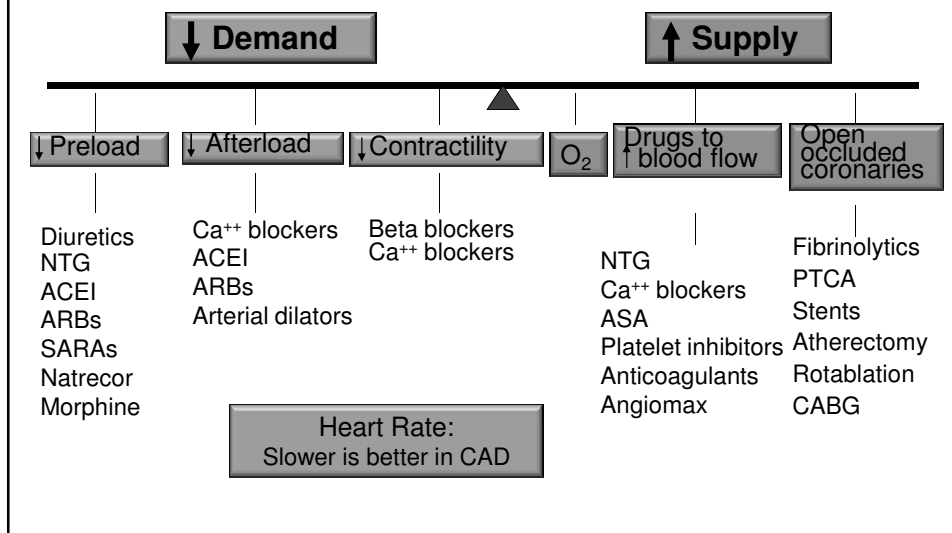 ↓ Demand
↑ Supply
↓ Preload
↓ Afterload
↓ Contractility
O₂
Drugs to
↑ blood flow
Open
occluded
coronaries
Diuretics
NTG
ACEI
ARBs
SARAs
Natrecor
Morphine
Ca⁺⁺ blockers
ACEI
ARBs
Arterial dilators
Beta blockers
Ca⁺⁺ blockers
NTG
Ca⁺⁺ blockers
ASA
Platelet inhibitors
Anticoagulants
Angiomax
Fibrinolytics
PTCA
Stents
Atherectomy
Rotablation
CABG
Heart Rate:
Slower is better in CAD